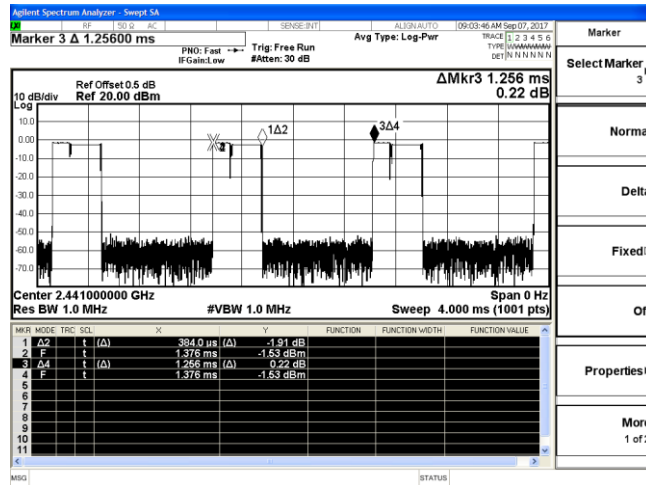 Agilent Spectrum Analyzer - Swept SA
RF 50 Ω AC SENSE:INT ALIGN AUTO 09:03:46 AM Sep 07, 2017
Marker 3 Δ 1.25600 ms
PNO: Fast
IFGain:Low
Trig: Free Run
#Atten: 30 dB
Avg Type: Log-Pwr
TRACE 1 2 3 4 5 6
TYPE WWWWWW
DET N N N N N N
Ref Offset 0.5 dB
10 dB/div Ref 20.00 dBm
Log
ΔMkr3 1.256 ms
0.22 dB
10.0
0.00
-10.0
-20.0
-30.0
-40.0
-50.0
-60.0
-70.0
1Δ2
3Δ4
Center 2.441000000 GHz Span 0 Hz
Res BW 1.0 MHz #VBW 1.0 MHz Sweep 4.000 ms (1001 pts)
MKR MODE TRC SCL X Y FUNCTION FUNCTION WIDTH FUNCTION VALUE
1 Δ2 t (Δ) 384.0 us (Δ) -1.91 dB
2 F t 1.376 ms -1.53 dBm
3 Δ4 t (Δ) 1.256 ms (Δ) 0.22 dB
4 F t 1.376 ms -1.53 dBm
5
6
7
8
9
10
11
MSG STATUS
Marker
Select Marker
3
Norma
Delta
Fixed
Of
Properties
More
1 of 2